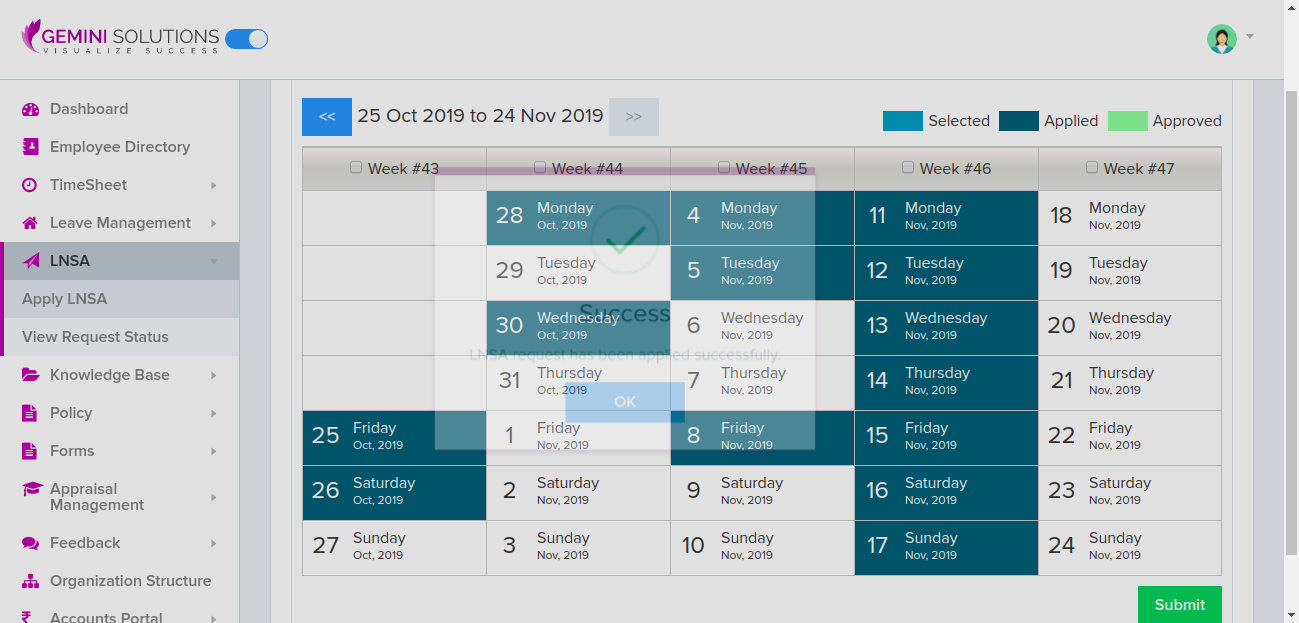 GEMINI SOLUTIONS
VISUALIZE SUCCESS
Dashboard
Employee Directory
TimeSheet
Leave Management
LNSA
Apply LNSA
View Request Status
Knowledge Base
Policy
Forms
Appraisal
Management
Feedback
Organization Structure
Accounts Portal
<< 25 Oct 2019 to 24 Nov 2019 >>
Selected Applied Approved
Week #43 Week #44 Week #45 Week #46 Week #47
28 Monday 4 Monday 11 Monday 18 Monday
Oct, 2019 Nov, 2019 Nov, 2019 Nov, 2019
29 Tuesday 5 Tuesday 12 Tuesday 19 Tuesday
Oct, 2019 Nov, 2019 Nov, 2019 Nov, 2019
30 Wednesday 6 Wednesday 13 Wednesday 20 Wednesday
Oct, 2019 Nov, 2019 Nov, 2019 Nov, 2019
31 Thursday 7 Thursday 14 Thursday 21 Thursday
Oct, 2019 Nov, 2019 Nov, 2019 Nov, 2019
25 Friday 1 Friday 8 Friday 15 Friday 22 Friday
Oct, 2019 Nov, 2019 Nov, 2019 Nov, 2019 Nov, 2019
26 Saturday 2 Saturday 9 Saturday 16 Saturday 23 Saturday
Oct, 2019 Nov, 2019 Nov, 2019 Nov, 2019 Nov, 2019
27 Sunday 3 Sunday 10 Sunday 17 Sunday 24 Sunday
Oct, 2019 Nov, 2019 Nov, 2019 Nov, 2019 Nov, 2019
Success
LNSA request has been applied successfully.
OK
Submit